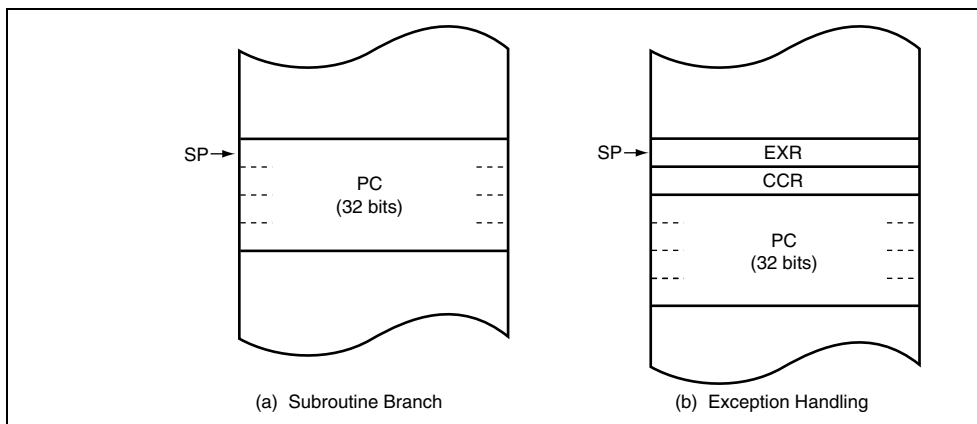 SP
PC
(32 bits)
(a) Subroutine Branch
SP
EXR
CCR
PC
(32 bits)
(b) Exception Handling